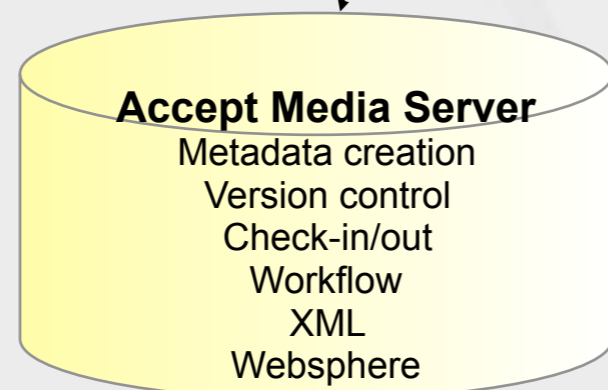 Accept Media Server
Metadata creation
Version control
Check-in/out
Workflow
XML
Websphere